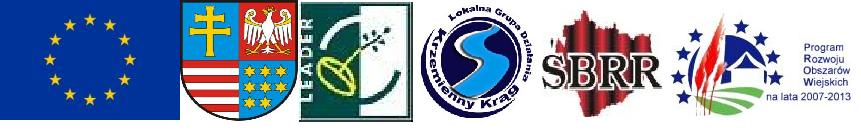 LEADER
Lokalna Grupa Działania
Krzemienny Krąg
SBRR
Program
Rozwoju
Obszarów
Wiejskich
na lata 2007-2013